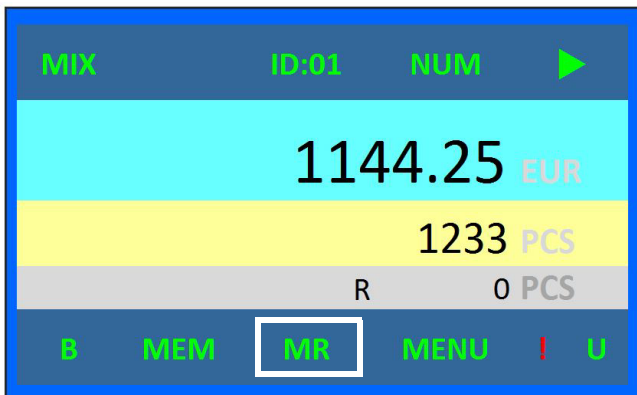 MIX ID:01 NUM
1144.25 EUR
1233 PCS
R 0 PCS
B MEM MR MENU ! U